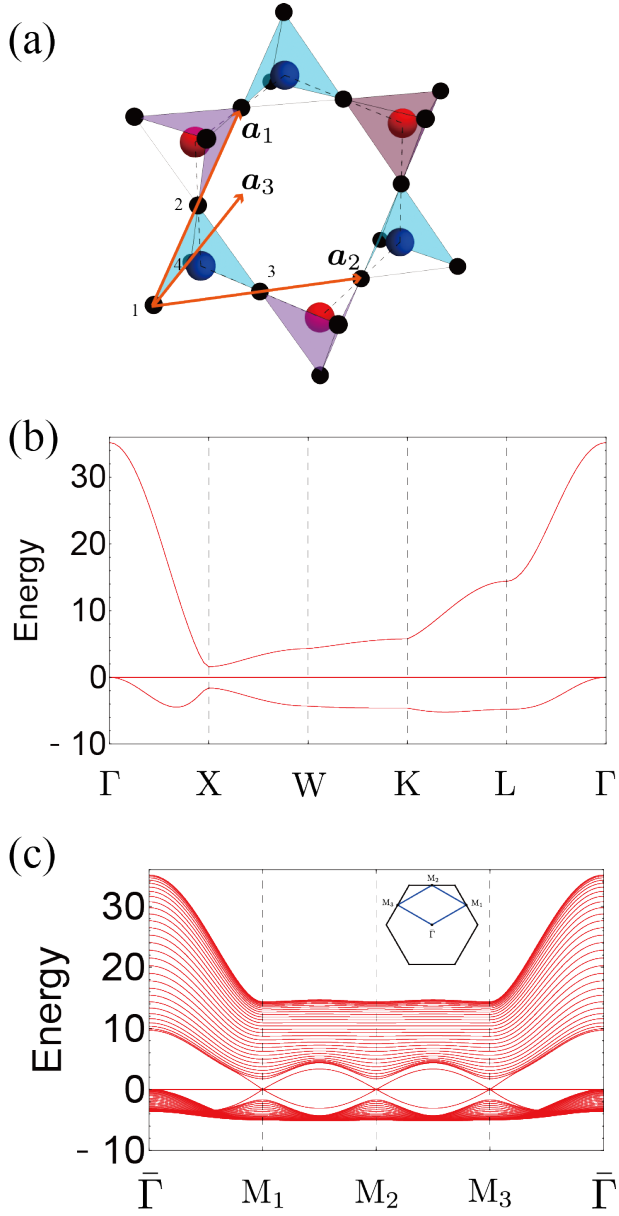 (a)
a1
a3
2
4
3
a2
1
(b)
Energy
30
20
10
0
- 10
Γ X W K L Γ
(c)
Energy
30
20
10
0
- 10
M2
M3 M1
Γ̄
Γ̄ M1 M2 M3 Γ̄